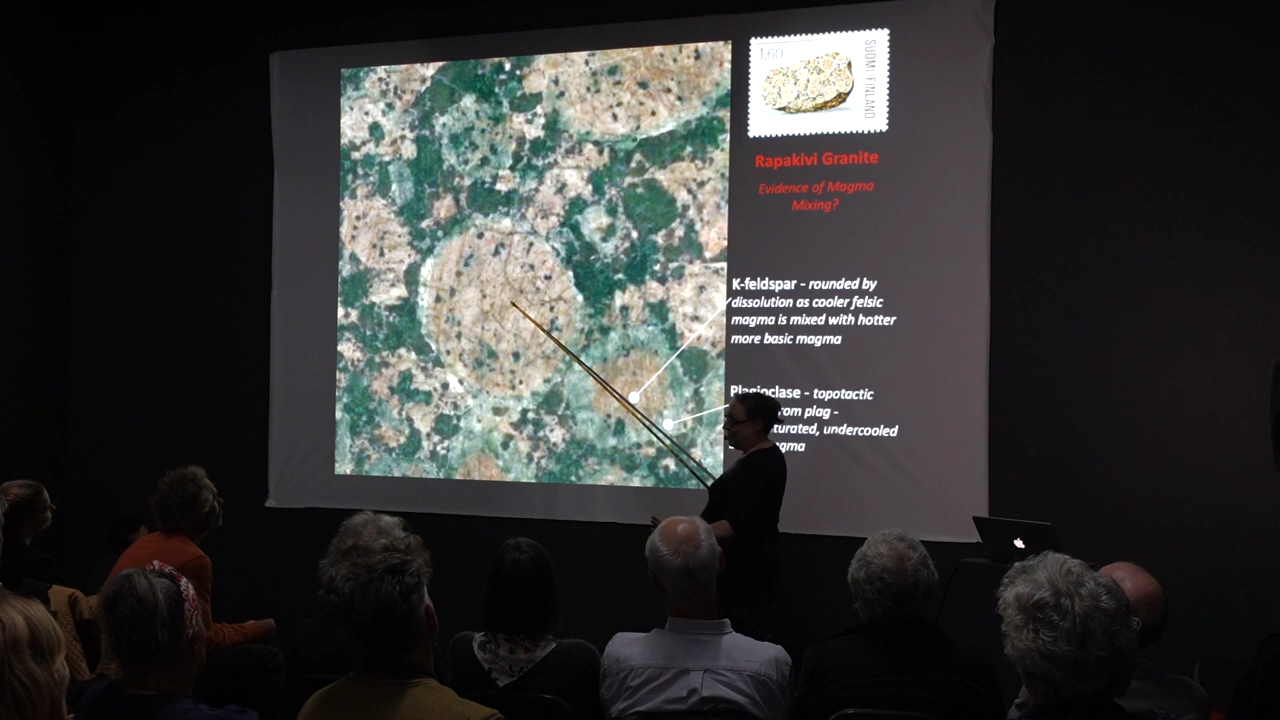 1.60
SUOMI FINLAND
Rapakivi Granite
Evidence of Magma
Mixing?
K-feldspar - rounded by
dissolution as cooler felsic
magma is mixed with hotter
more basic magma
Plagioclase - topotactic
from plag -
undercooled